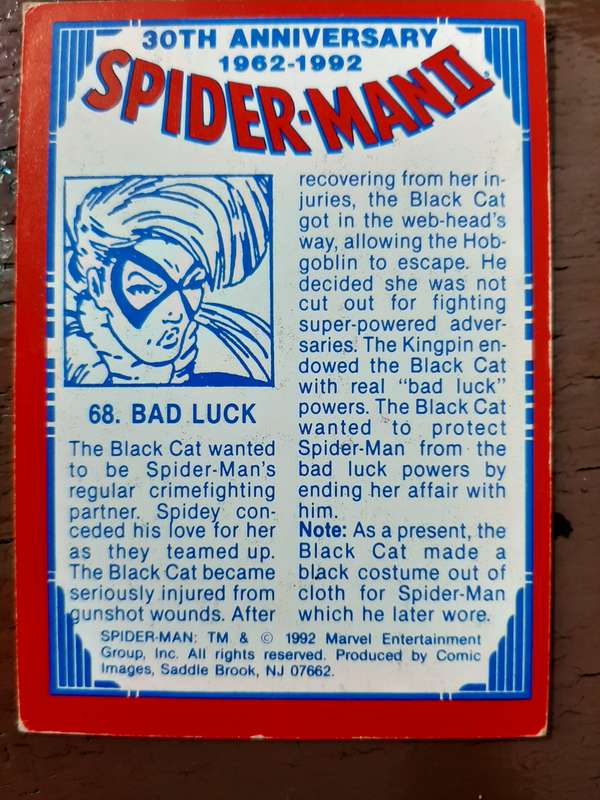 30TH ANNIVERSARY
1962-1992
SPIDER-MAN II
68. BAD LUCK
The Black Cat wanted
to be Spider-Man's
regular crimefighting
partner. Spidey con-
ceded his love for her
as they teamed up.
The Black Cat became
seriously injured from
gunshot wounds. After
recovering from her in-
juries, the Black Cat
got in the web-head's
way, allowing the Hob-
goblin to escape. He
decided she was not
cut out for fighting
super-powered adver-
saries. The Kingpin en-
dowed the Black Cat
with real "bad luck"
powers. The Black Cat
wanted to protect
Spider-Man from the
bad luck powers by
ending her affair with
him.
Note: As a present, the
Black Cat made a
black costume out of
cloth for Spider-Man
which he later wore.
SPIDER-MAN: TM & © 1992 Marvel Entertainment
Group, Inc. All rights reserved. Produced by Comic
Images, Saddle Brook, NJ 07662.